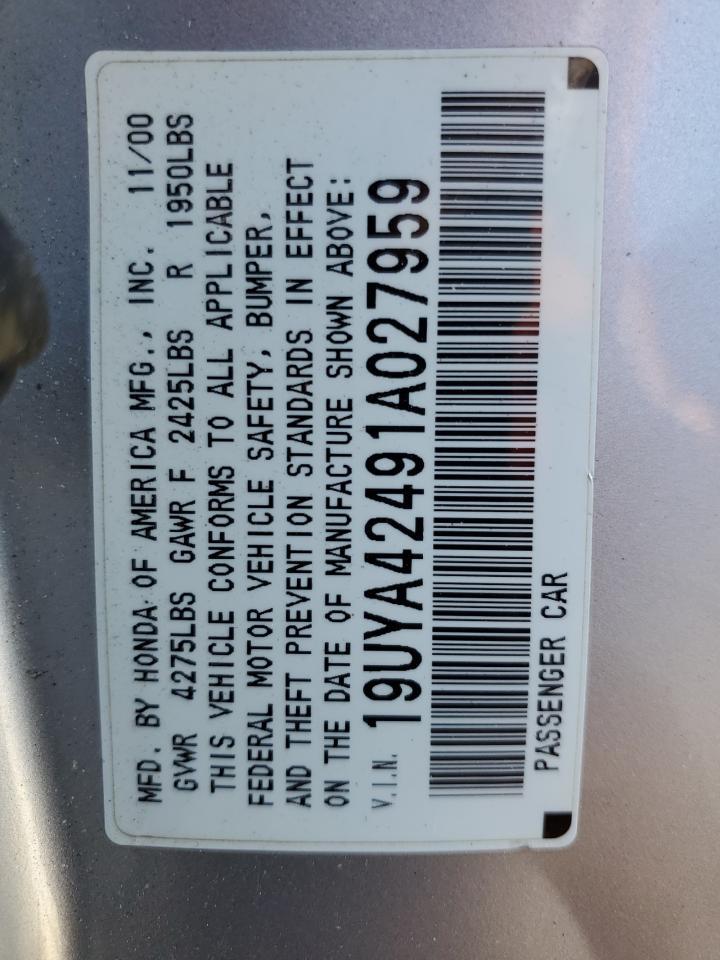 MFD. BY HONDA OF AMERICA MFG., INC. 11/00
GVWR 4275LBS GAWR F 2425LBS R 1950LBS
THIS VEHICLE CONFORMS TO ALL APPLICABLE
FEDERAL MOTOR VEHICLE SAFETY, BUMPER,
AND THEFT PREVENTION STANDARDS IN EFFECT
ON THE DATE OF MANUFACTURE SHOWN ABOVE:
V.I.N. 19UYA42491A027959
PASSENGER CAR